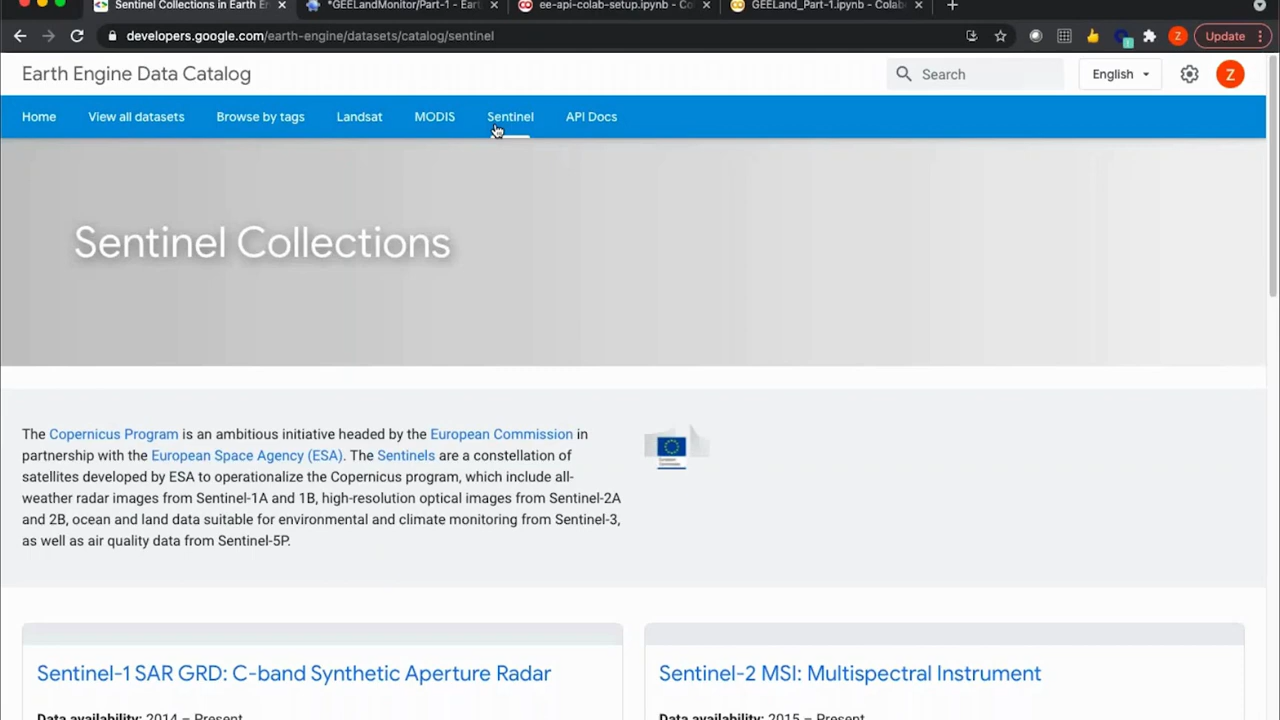 Sentinel Collections in Earth E
*GEELandMonitor/Part-1 - Eart
ee-api-colab-setup.ipynb - Co
GEELand_Part-1.ipynb - Colab
developers.google.com/earth-engine/datasets/catalog/sentinel
Z
Update
Earth Engine Data Catalog
Search
English
Z
Home
View all datasets
Browse by tags
Landsat
MODIS
Sentinel
API Docs
Sentinel Collections
The Copernicus Program is an ambitious initiative headed by the European Commission in
partnership with the European Space Agency (ESA). The Sentinels are a constellation of
satellites developed by ESA to operationalize the Copernicus program, which include all-
weather radar images from Sentinel-1A and 1B, high-resolution optical images from Sentinel-2A
and 2B, ocean and land data suitable for environmental and climate monitoring from Sentinel-3,
as well as air quality data from Sentinel-5P.
Sentinel-1 SAR GRD: C-band Synthetic Aperture Radar
Data availability: 2014 – Present
Sentinel-2 MSI: Multispectral Instrument
Data availability: 2015 – Present